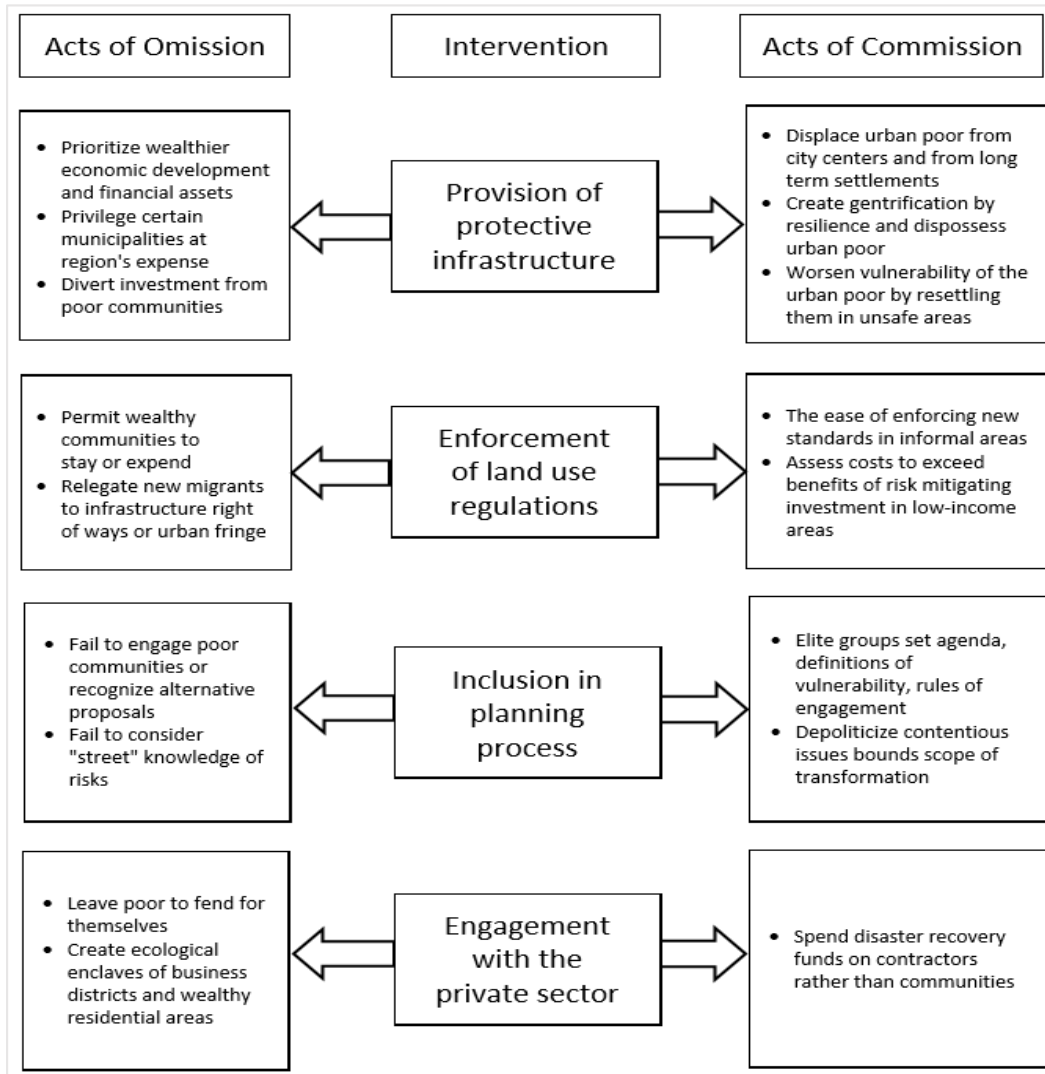 Acts of Omission
Intervention
Acts of Commission
• Prioritize wealthier
economic development
and financial assets
• Privilege certain
municipalities at
region's expense
• Divert investment from
poor communities
Provision of
protective
infrastructure
• Displace urban poor from
city centers and from long
term settlements
• Create gentrification by
resilience and dispossess
urban poor
• Worsen vulnerability of the
urban poor by resettling
them in unsafe areas
• Permit wealthy
communities to
stay or expend
• Relegate new migrants
to infrastructure right
of ways or urban fringe
Enforcement
of land use
regulations
• The ease of enforcing new
standards in informal areas
• Assess costs to exceed
benefits of risk mitigating
investment in low-income
areas
• Fail to engage poor
communities or
recognize alternative
proposals
• Fail to consider
"street" knowledge of
risks
Inclusion in
planning
process
• Elite groups set agenda,
definitions of
vulnerability, rules of
engagement
• Depoliticize contentious
issues bounds scope of
transformation
• Leave poor to fend for
themselves
• Create ecological
enclaves of business
districts and wealthy
residential areas
Engagement
with the
private sector
• Spend disaster recovery
funds on contractors
rather than communities